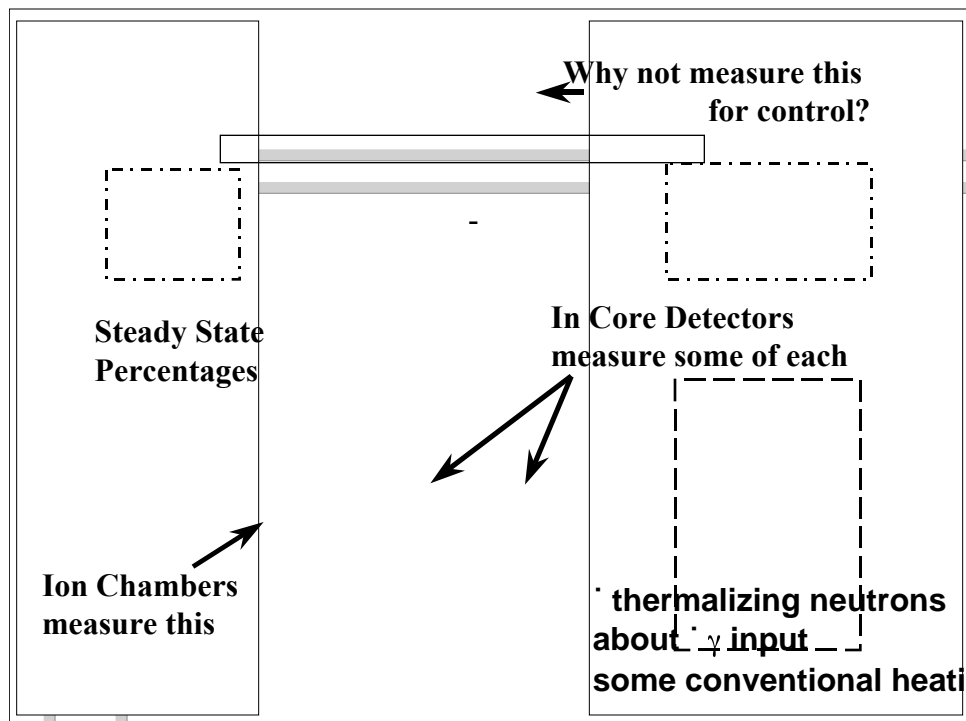 Why not measure this
for control?
-
Steady State
Percentages
In Core Detectors
measure some of each
Ion Chambers
measure this
˙ thermalizing neutrons
about ˙ γ input
some conventional heati